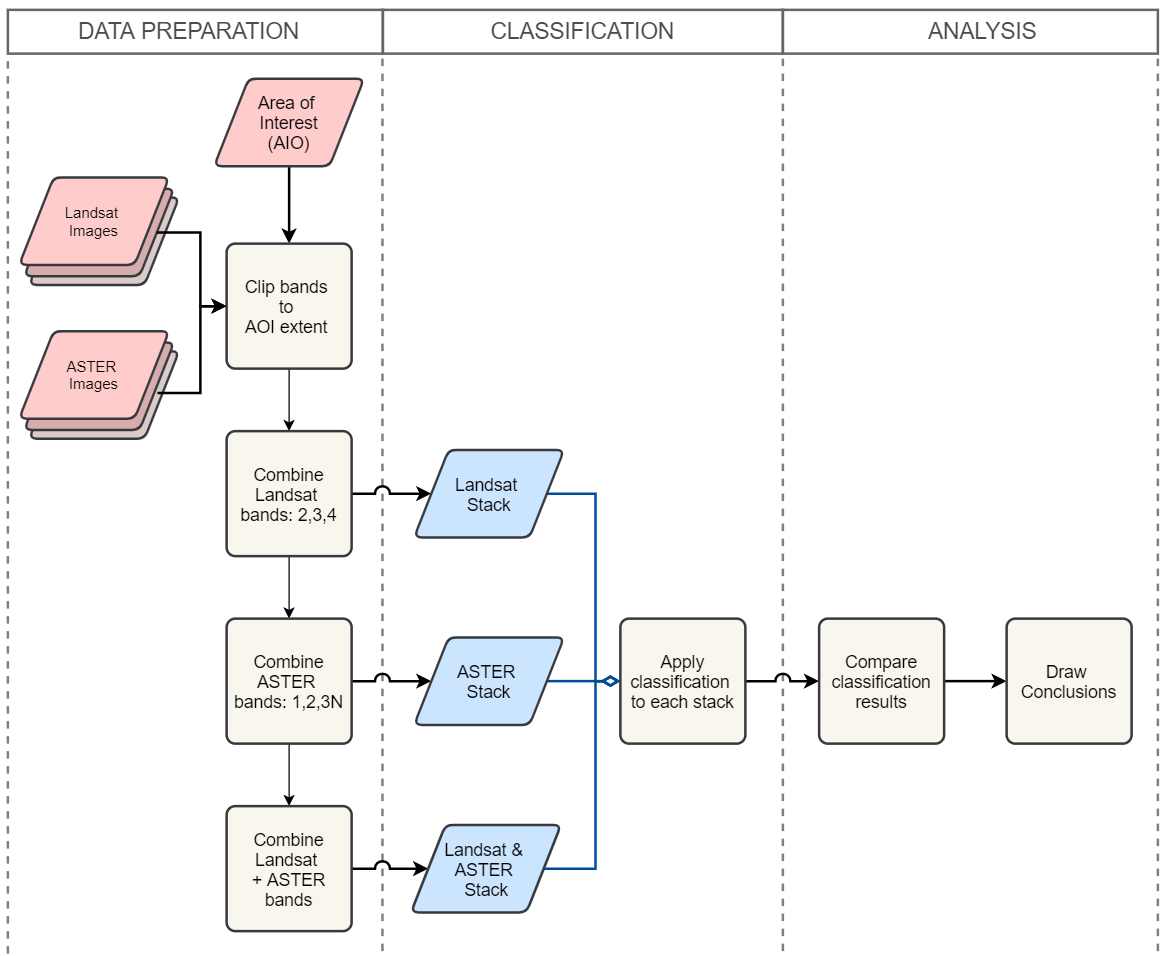 DATA PREPARATION
CLASSIFICATION
ANALYSIS
Area of
Interest
(AIO)
Landsat
Images
ASTER
Images
Clip bands
to
AOI extent
Combine
Landsat
bands: 2,3,4
Landsat
Stack
Combine
ASTER
bands: 1,2,3N
ASTER
Stack
Apply
classification
to each stack
Compare
classification
results
Draw
Conclusions
Combine
Landsat
+ ASTER
bands
Landsat &
ASTER
Stack